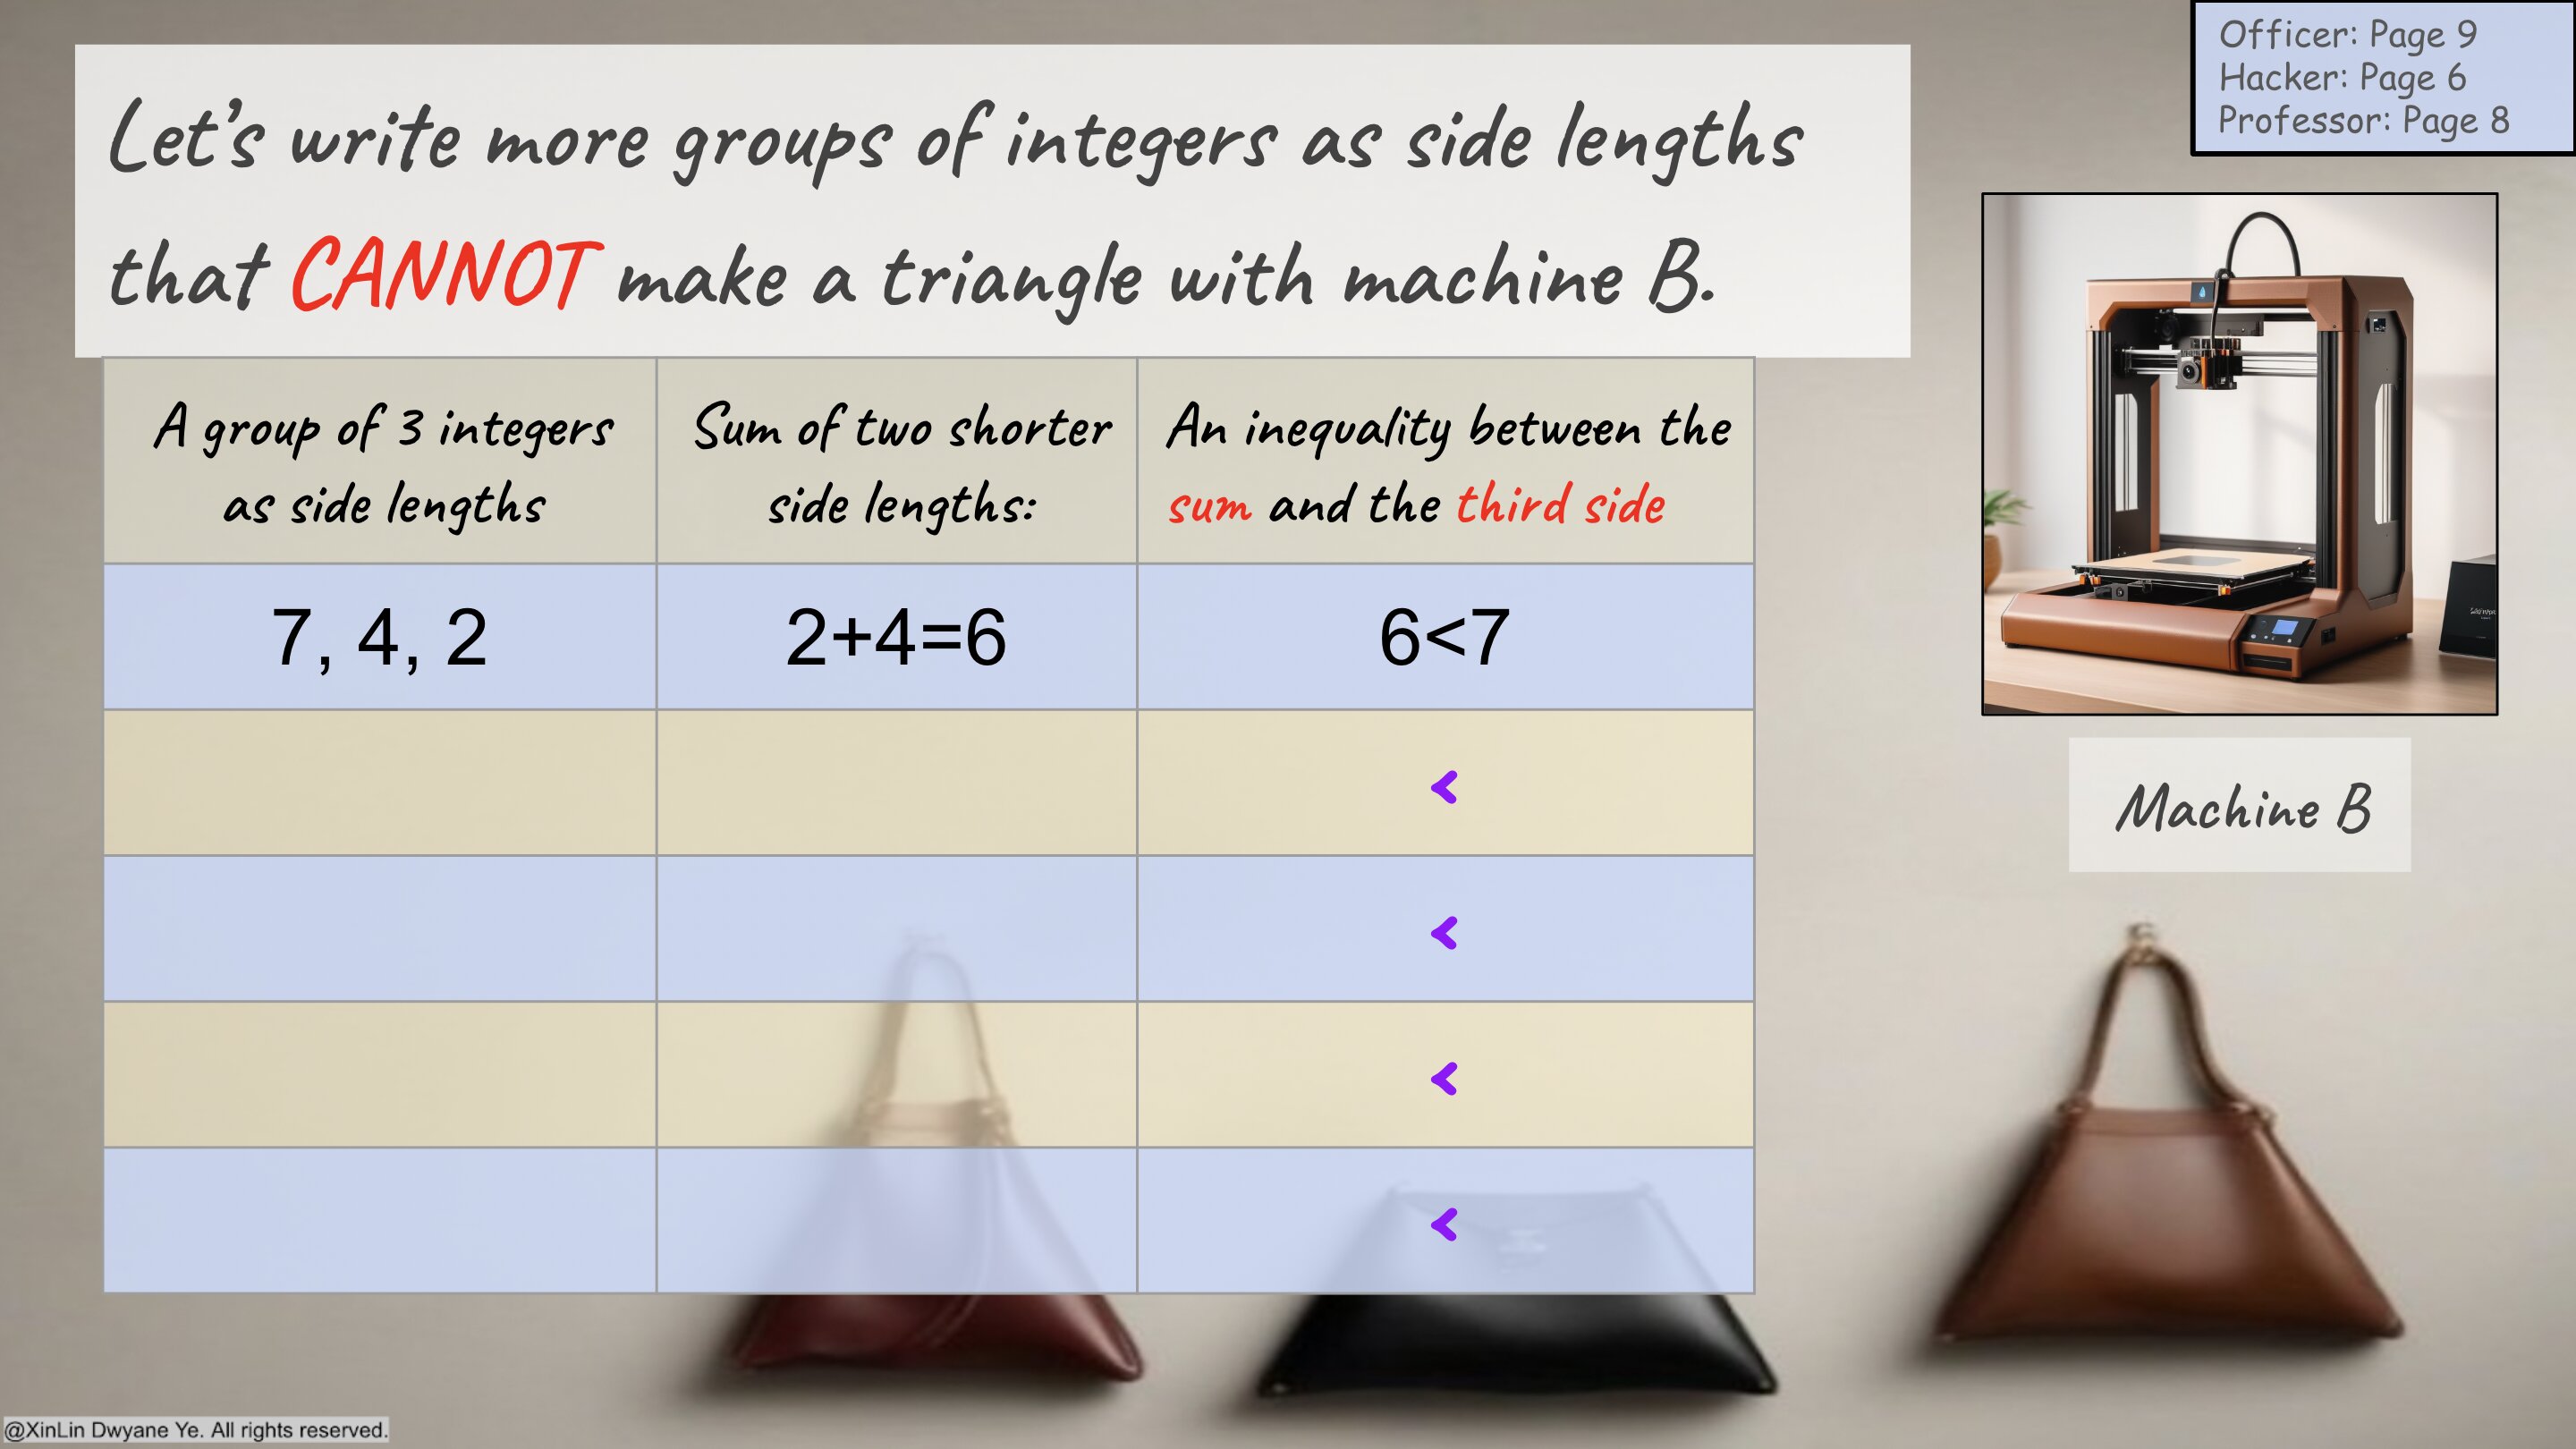 Officer: Page 9
Hacker: Page 6
Professor: Page 8
Let’s write more groups of integers as side lengths
that CANNOT make a triangle with machine B.
A group of 3 integers
as side lengths
Sum of two shorter
side lengths:
An inequality between the
sum and the third side
7, 4, 2
2+4=6
6<7
<
<
<
<
Machine B
@XinLin Dwyane Ye. All rights reserved.